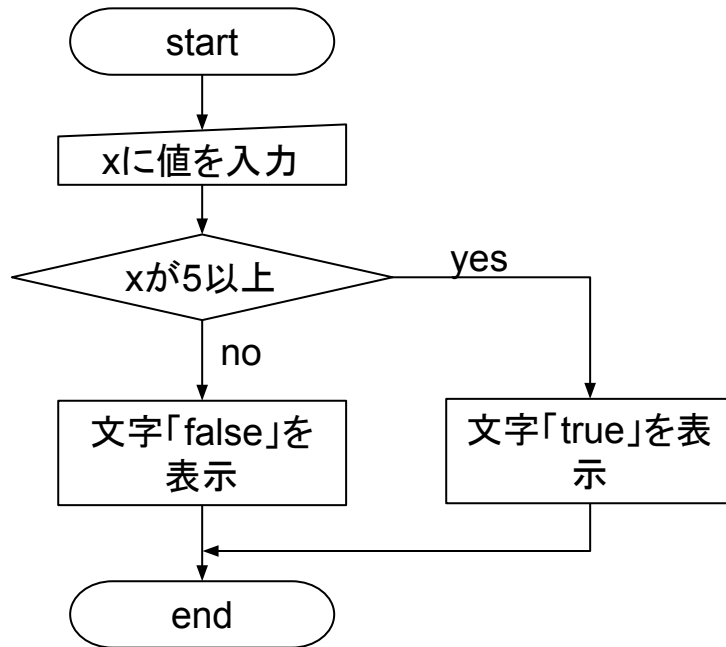 start
xに値を入力
xが5以上
yes
no
文字「false」を
表示
文字「true」を表
示
end